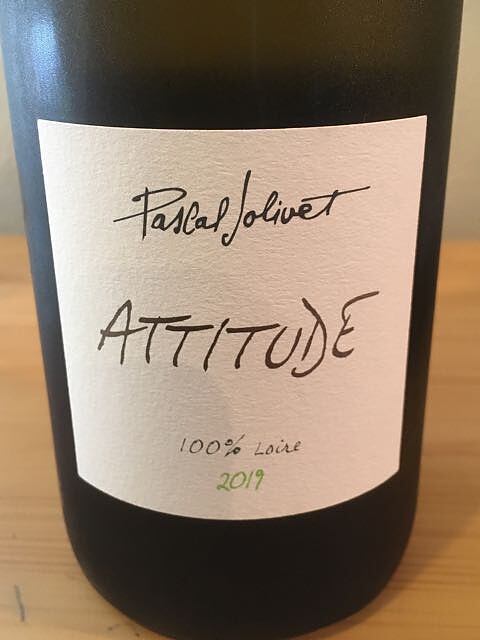 Pascal Jolivet
ATTITUDE
100% Loire
2019